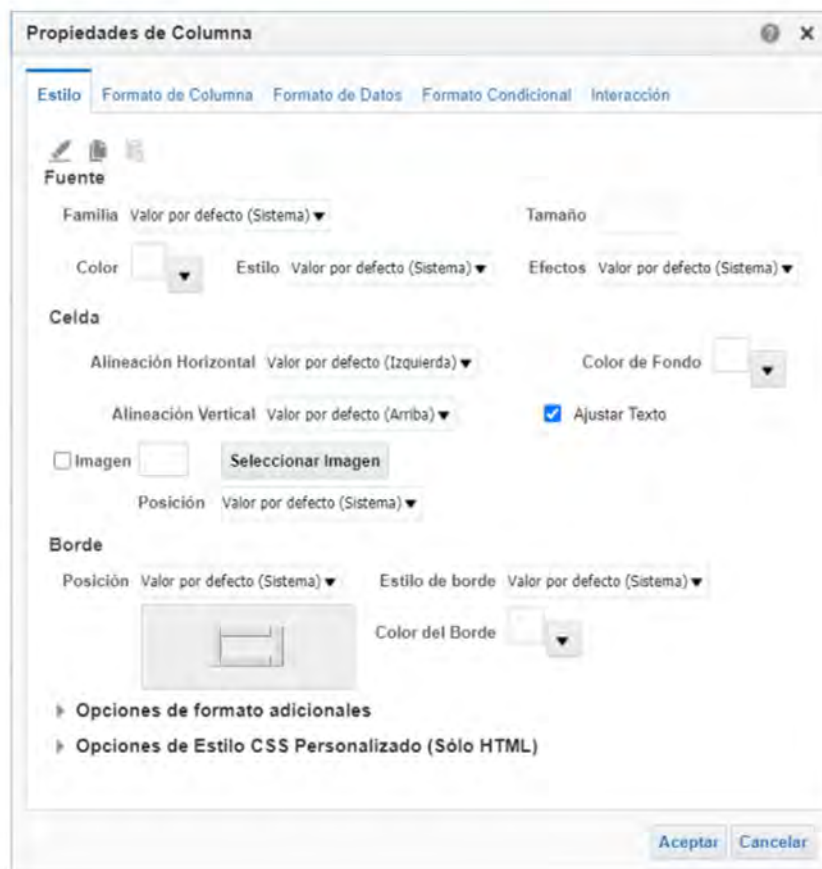 Propiedades de Columna
Estilo Formato de Columna Formato de Datos Formato Condicional Interacción
Fuente
Familia Valor por defecto (Sistema) Tamaño
Color Estilo Valor por defecto (Sistema) Efectos Valor por defecto (Sistema)
Celda
Alineación Horizontal Valor por defecto (Izquierda) Color de Fondo
Alineación Vertical Valor por defecto (Arriba) Ajustar Texto
Imagen Seleccionar Imagen
Posición Valor por defecto (Sistema)
Borde
Posición Valor por defecto (Sistema) Estilo de borde Valor por defecto (Sistema)
Color del Borde
Opciones de formato adicionales
Opciones de Estilo CSS Personalizado (Sólo HTML)
Aceptar Cancelar